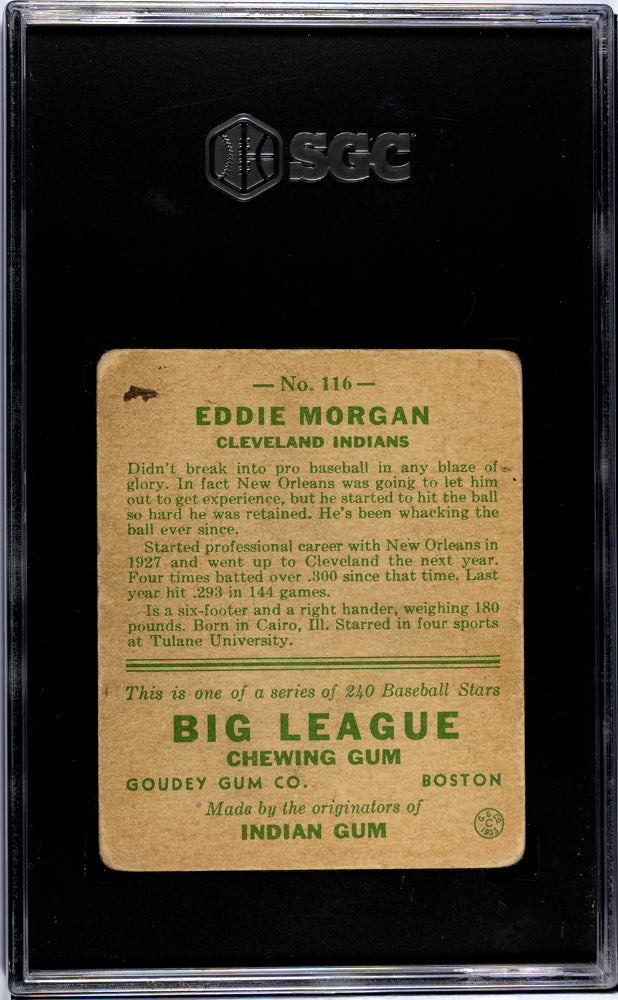 SGC
— No. 116 —
EDDIE MORGAN
CLEVELAND INDIANS
Didn't break into pro baseball in any blaze of
glory. In fact New Orleans was going to let him
out to get experience, but he started to hit the ball
so hard he was retained. He's been whacking the
ball ever since.
Started professional career with New Orleans in
1927 and went up to Cleveland the next year.
Four times batted over .300 since that time. Last
year hit .293 in 144 games.
Is a six-footer and a right hander, weighing 180
pounds. Born in Cairo, Ill. Starred in four sports
at Tulane University.
This is one of a series of 240 Baseball Stars
BIG LEAGUE
CHEWING GUM
GOUDEY GUM CO. BOSTON
Made by the originators of
INDIAN GUM
G. G. CO.
C
1933